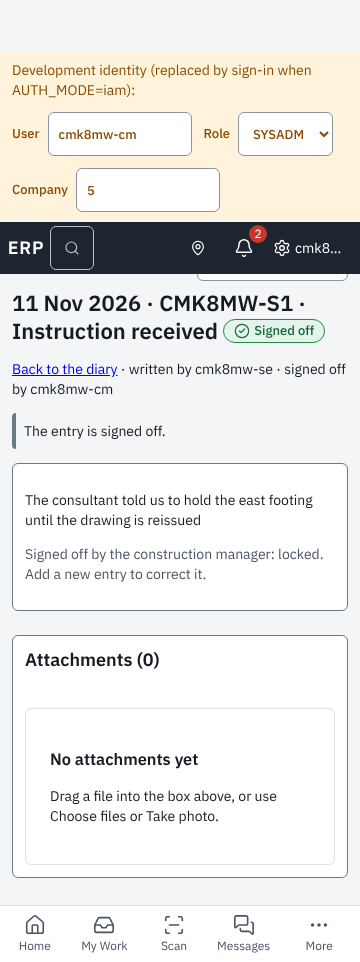 Development identity (replaced by sign-in when
AUTH_MODE=iam):
User cmk8mw-cm Role SYSADM
Company 5
ERP 2 cmk8...
11 Nov 2026 · CMK8MW-S1 ·
Instruction received Signed off
Back to the diary · written by cmk8mw-se · signed off
by cmk8mw-cm
The entry is signed off.
The consultant told us to hold the east footing
until the drawing is reissued
Signed off by the construction manager: locked.
Add a new entry to correct it.
Attachments (0)
No attachments yet
Drag a file into the box above, or use
Choose files or Take photo.
Home My Work Scan Messages More